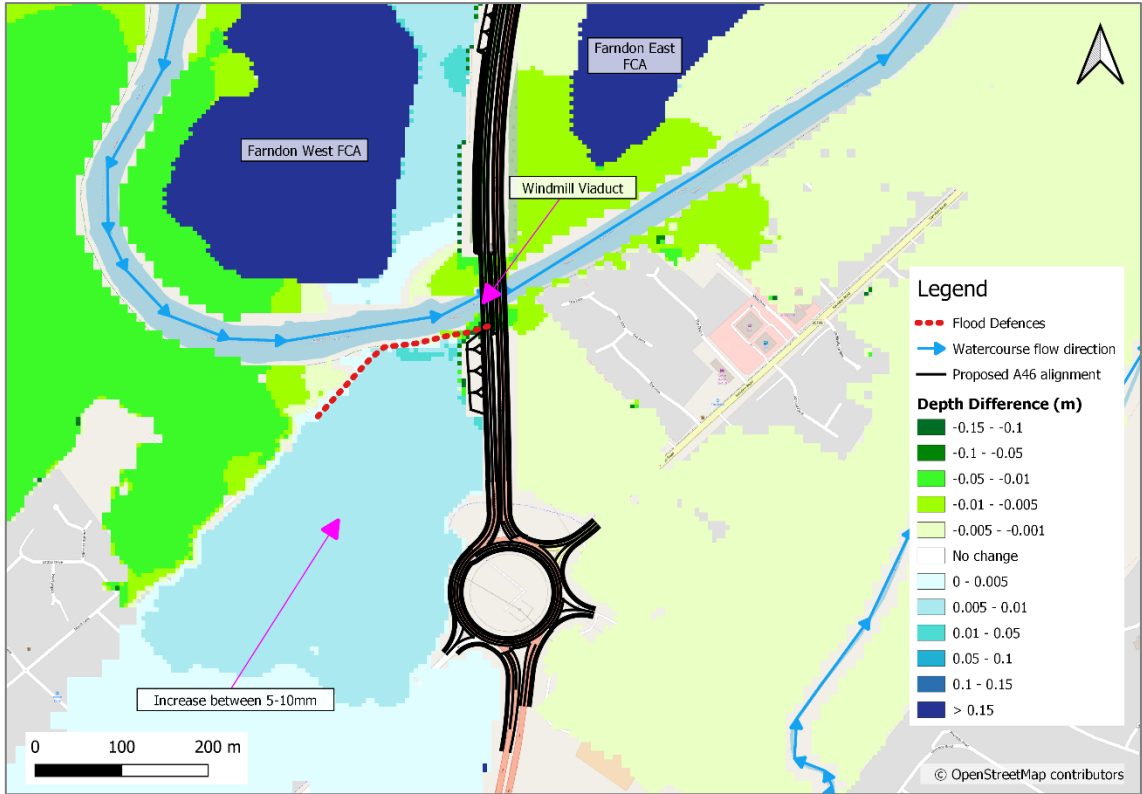 Farndon East
FCA
Farndon West FCA
Windmill Viaduct
Increase between 5-10mm
Legend
Flood Defences
Watercourse flow direction
Proposed A46 alignment
Depth Difference (m)
-0.15 - -0.1
-0.1 - -0.05
-0.05 - -0.01
-0.01 - -0.005
-0.005 - -0.001
No change
0 - 0.005
0.005 - 0.01
0.01 - 0.05
0.05 - 0.1
0.1 - 0.15
> 0.15
0 100 200 m
© OpenStreetMap contributors